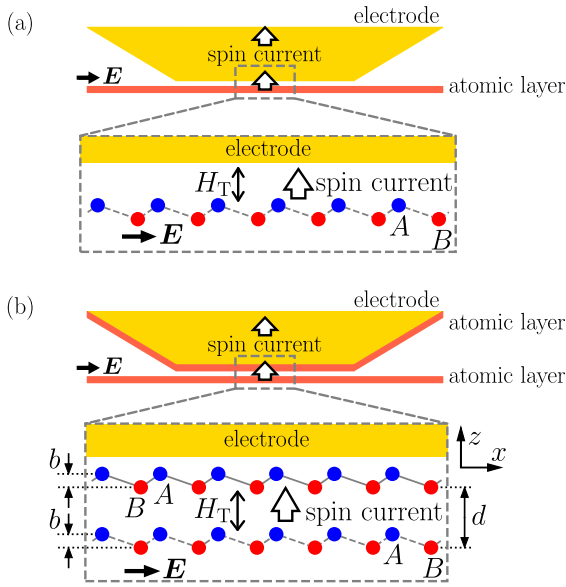 (a)
electrode
spin current
E
atomic layer
electrode
H_T spin current
E A B
(b)
electrode
atomic layer
spin current
E
atomic layer
electrode
z
x
b
B A
b H_T spin current d
A B
E